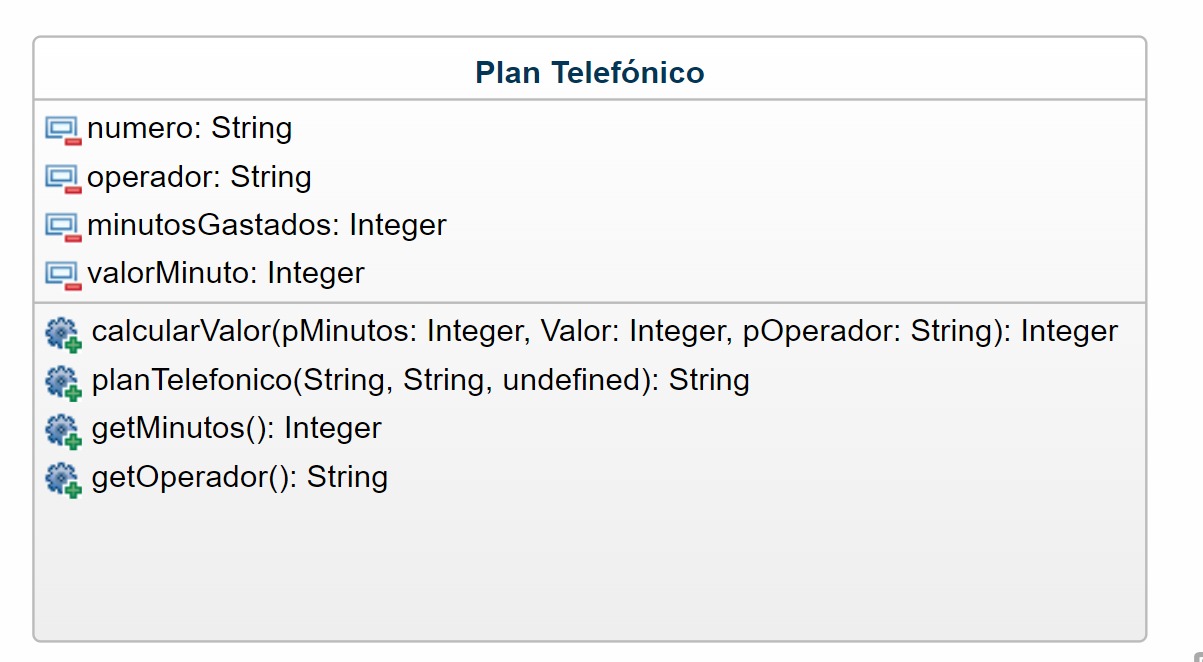 Plan Telefónico
numero: String
operador: String
minutosGastados: Integer
valorMinuto: Integer
calcularValor(pMinutos: Integer, Valor: Integer, pOperador: String): Integer
planTelefonico(String, String, undefined): String
getMinutos(): Integer
getOperador(): String